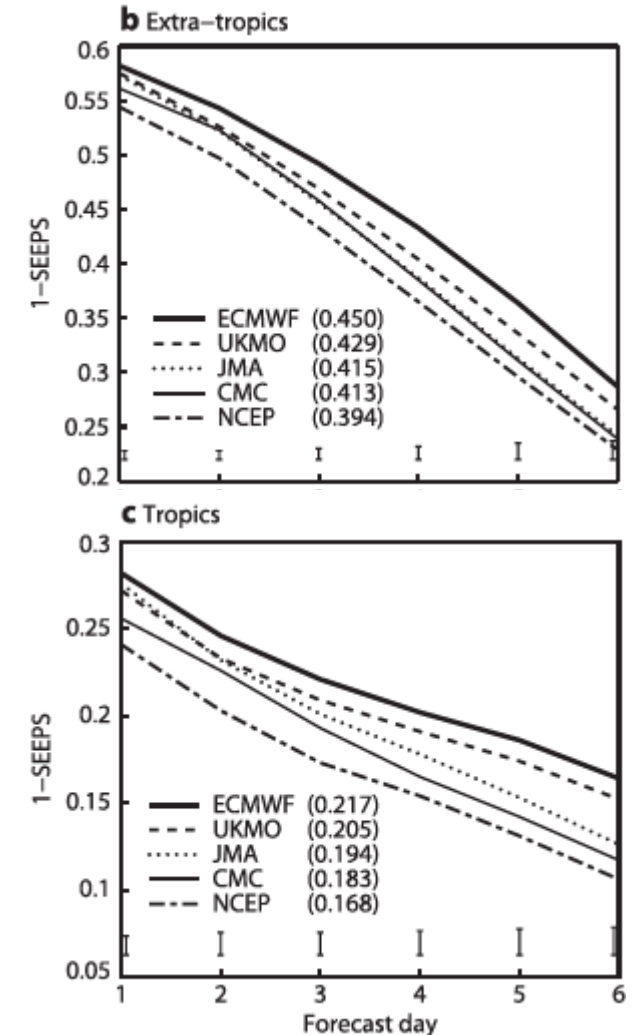 b Extra-tropics
0.6
0.55
0.5
0.45
0.4
0.35
0.3
0.25
0.2
1-SEEPS
ECMWF (0.450)
UKMO (0.429)
JMA (0.415)
CMC (0.413)
NCEP (0.394)
c Tropics
0.3
0.25
0.2
0.15
0.1
0.05
1-SEEPS
ECMWF (0.217)
UKMO (0.205)
JMA (0.194)
CMC (0.183)
NCEP (0.168)
1 2 3 4 5 6
Forecast day